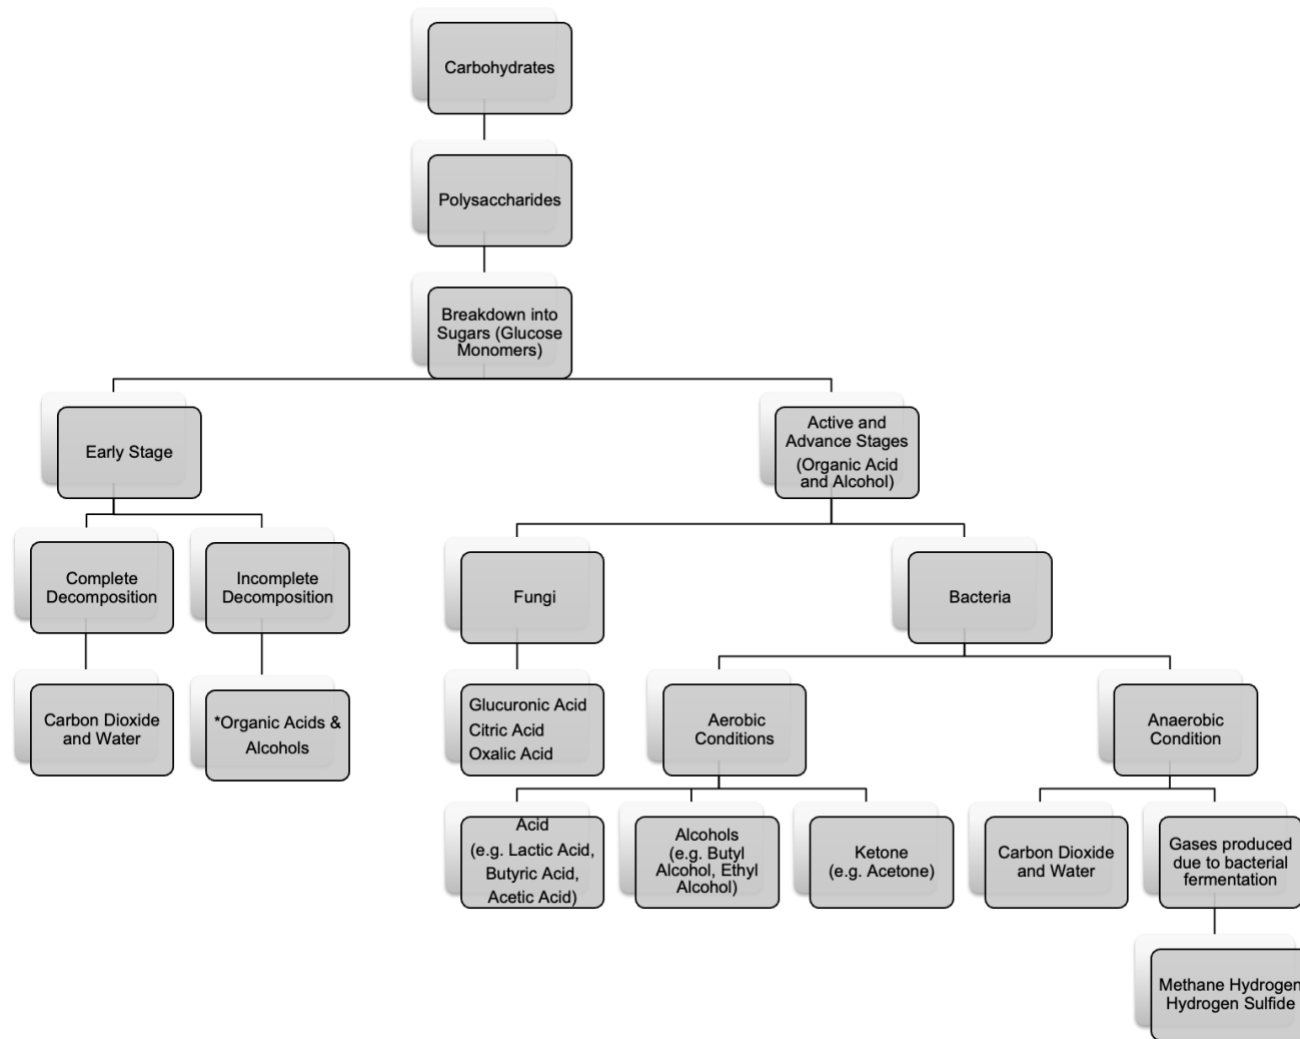 Carbohydrates
Polysaccharides
Breakdown into
Sugars (Glucose
Monomers)
Early Stage
Active and
Advance Stages
(Organic Acid
and Alcohol)
Complete
Decomposition
Incomplete
Decomposition
Fungi
Bacteria
Carbon Dioxide
and Water
*Organic Acids &
Alcohols
Glucuronic Acid
Citric Acid
Oxalic Acid
Aerobic
Conditions
Anaerobic
Condition
Acid
(e.g. Lactic Acid,
Butyric Acid,
Acetic Acid)
Alcohols
(e.g. Butyl
Alcohol, Ethyl
Alcohol)
Ketone
(e.g. Acetone)
Carbon Dioxide
and Water
Gases produced
due to bacterial
fermentation
Methane Hydrogen
Hydrogen Sulfide